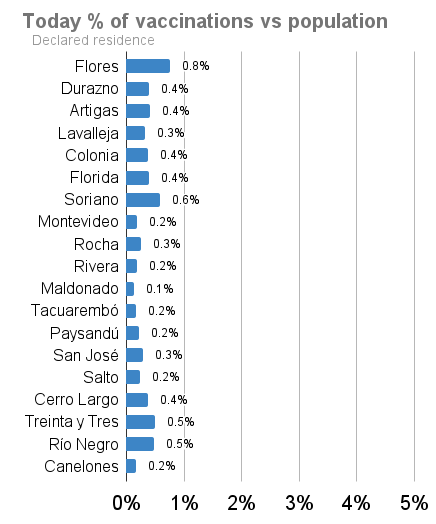 Today % of vaccinations vs population
Declared residence
Flores 0.8%
Durazno 0.4%
Artigas 0.4%
Lavalleja 0.3%
Colonia 0.4%
Florida 0.4%
Soriano 0.6%
Montevideo 0.2%
Rocha 0.3%
Rivera 0.2%
Maldonado 0.1%
Tacuarembó 0.2%
Paysandú 0.2%
San José 0.3%
Salto 0.2%
Cerro Largo 0.4%
Treinta y Tres 0.5%
Río Negro 0.5%
Canelones 0.2%
0% 1% 2% 3% 4% 5%